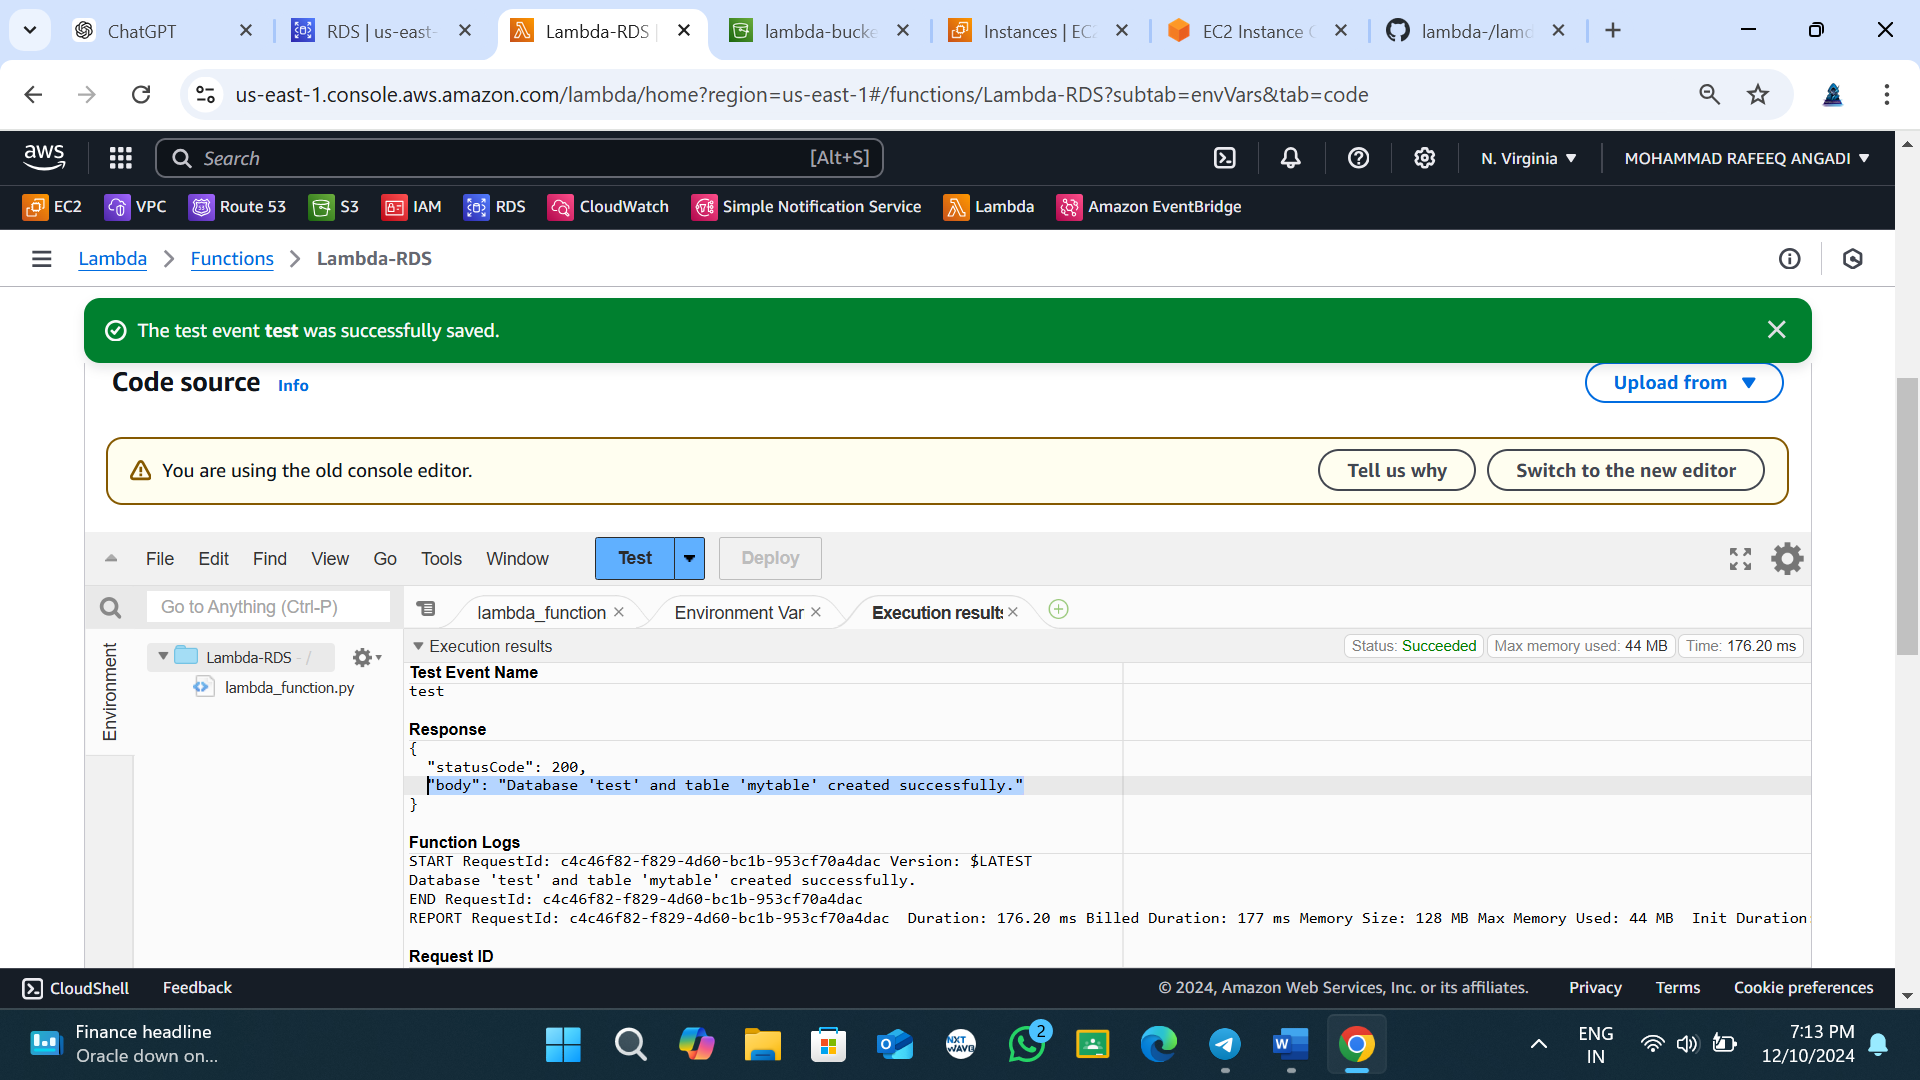 ChatGPT
RDS | us-east-
Lambda-RDS |
lambda-bucke
Instances | EC2
EC2 Instance C
lambda-/lamd
us-east-1.console.aws.amazon.com/lambda/home?region=us-east-1#/functions/Lambda-RDS?subtab=envVars&tab=code
aws
Search
[Alt+S]
N. Virginia
MOHAMMAD RAFEEQ ANGADI
EC2
VPC
Route 53
S3
IAM
RDS
CloudWatch
Simple Notification Service
Lambda
Amazon EventBridge
Lambda
Functions
Lambda-RDS
The test event test was successfully saved.
Code source
Info
Upload from
You are using the old console editor.
Tell us why
Switch to the new editor
File
Edit
Find
View
Go
Tools
Window
Test
Deploy
Go to Anything (Ctrl-P)
lambda_function
Environment Var
Execution results
Environment
Lambda-RDS - /
lambda_function.py
Execution results
Status: Succeeded
Max memory used: 44 MB
Time: 176.20 ms
Test Event Name
test
Response
{
"statusCode": 200,
"body": "Database 'test' and table 'mytable' created successfully."
}
Function Logs
START RequestId: c4c46f82-f829-4d60-bc1b-953cf70a4dac Version: $LATEST
Database 'test' and table 'mytable' created successfully.
END RequestId: c4c46f82-f829-4d60-bc1b-953cf70a4dac
REPORT RequestId: c4c46f82-f829-4d60-bc1b-953cf70a4dac Duration: 176.20 ms Billed Duration: 177 ms Memory Size: 128 MB Max Memory Used: 44 MB Init Duration:
Request ID
CloudShell
Feedback
© 2024, Amazon Web Services, Inc. or its affiliates.
Privacy
Terms
Cookie preferences
Finance headline
Oracle down on...
NXT
WAVE
2
W
ENG
IN
7:13 PM
12/10/2024